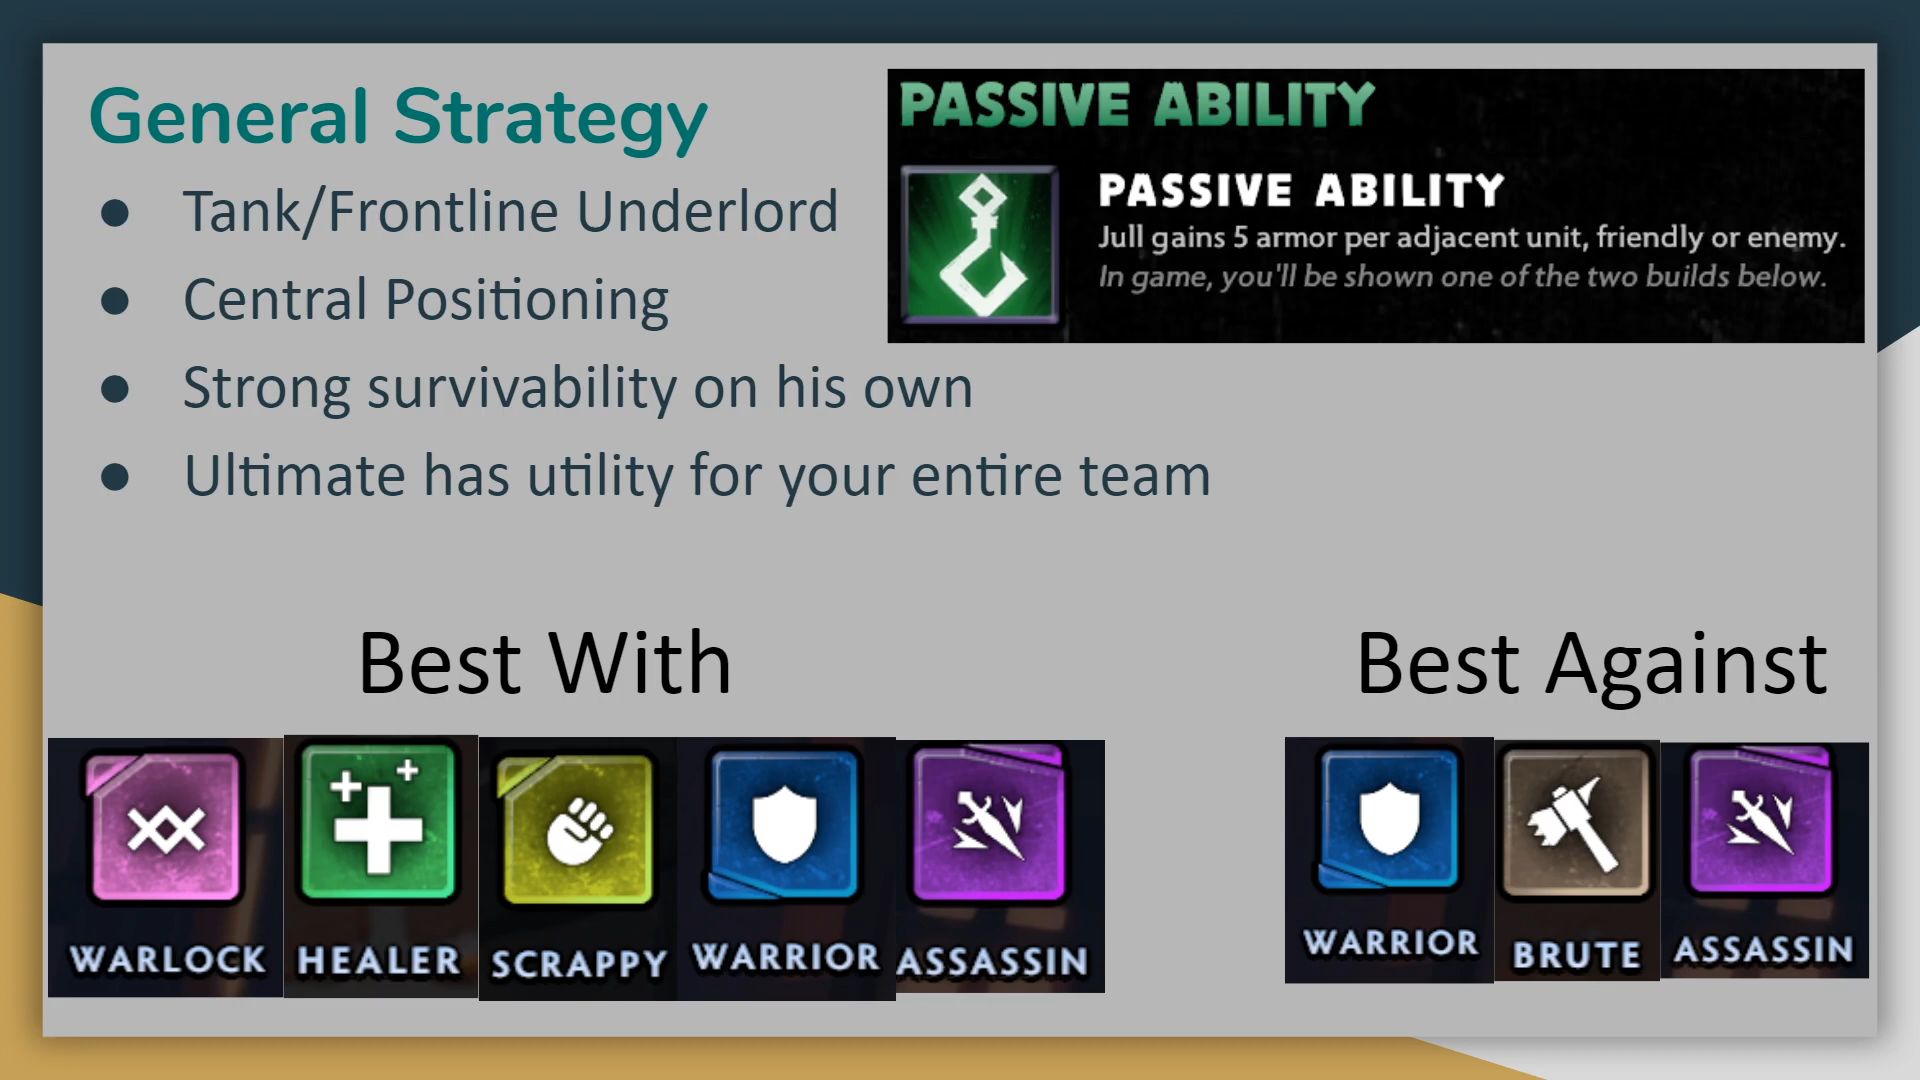 General Strategy
● Tank/Frontline Underlord
● Central Positioning
● Strong survivability on his own
● Ultimate has utility for your entire team
PASSIVE ABILITY
PASSIVE ABILITY
Jull gains 5 armor per adjacent unit, friendly or enemy.
In game, you'll be shown one of the two builds below.
Best With
WARLOCK HEALER SCRAPPY WARRIOR ASSASSIN
Best Against
WARRIOR BRUTE ASSASSIN